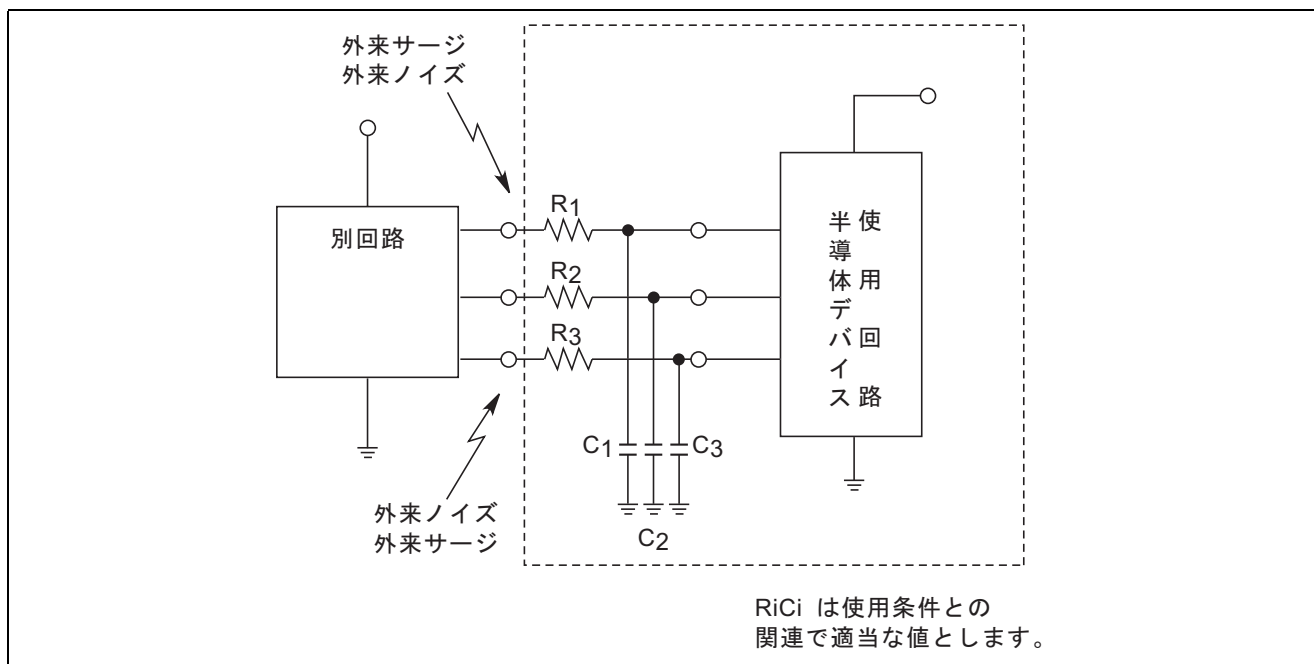 外来サージ
外来ノイズ
別回路
R1
R2
R3
C1
C3
C2
半導体デバイス
使用回路
外来ノイズ
外来サージ
RiCi は使用条件との
関連で適当な値とします。